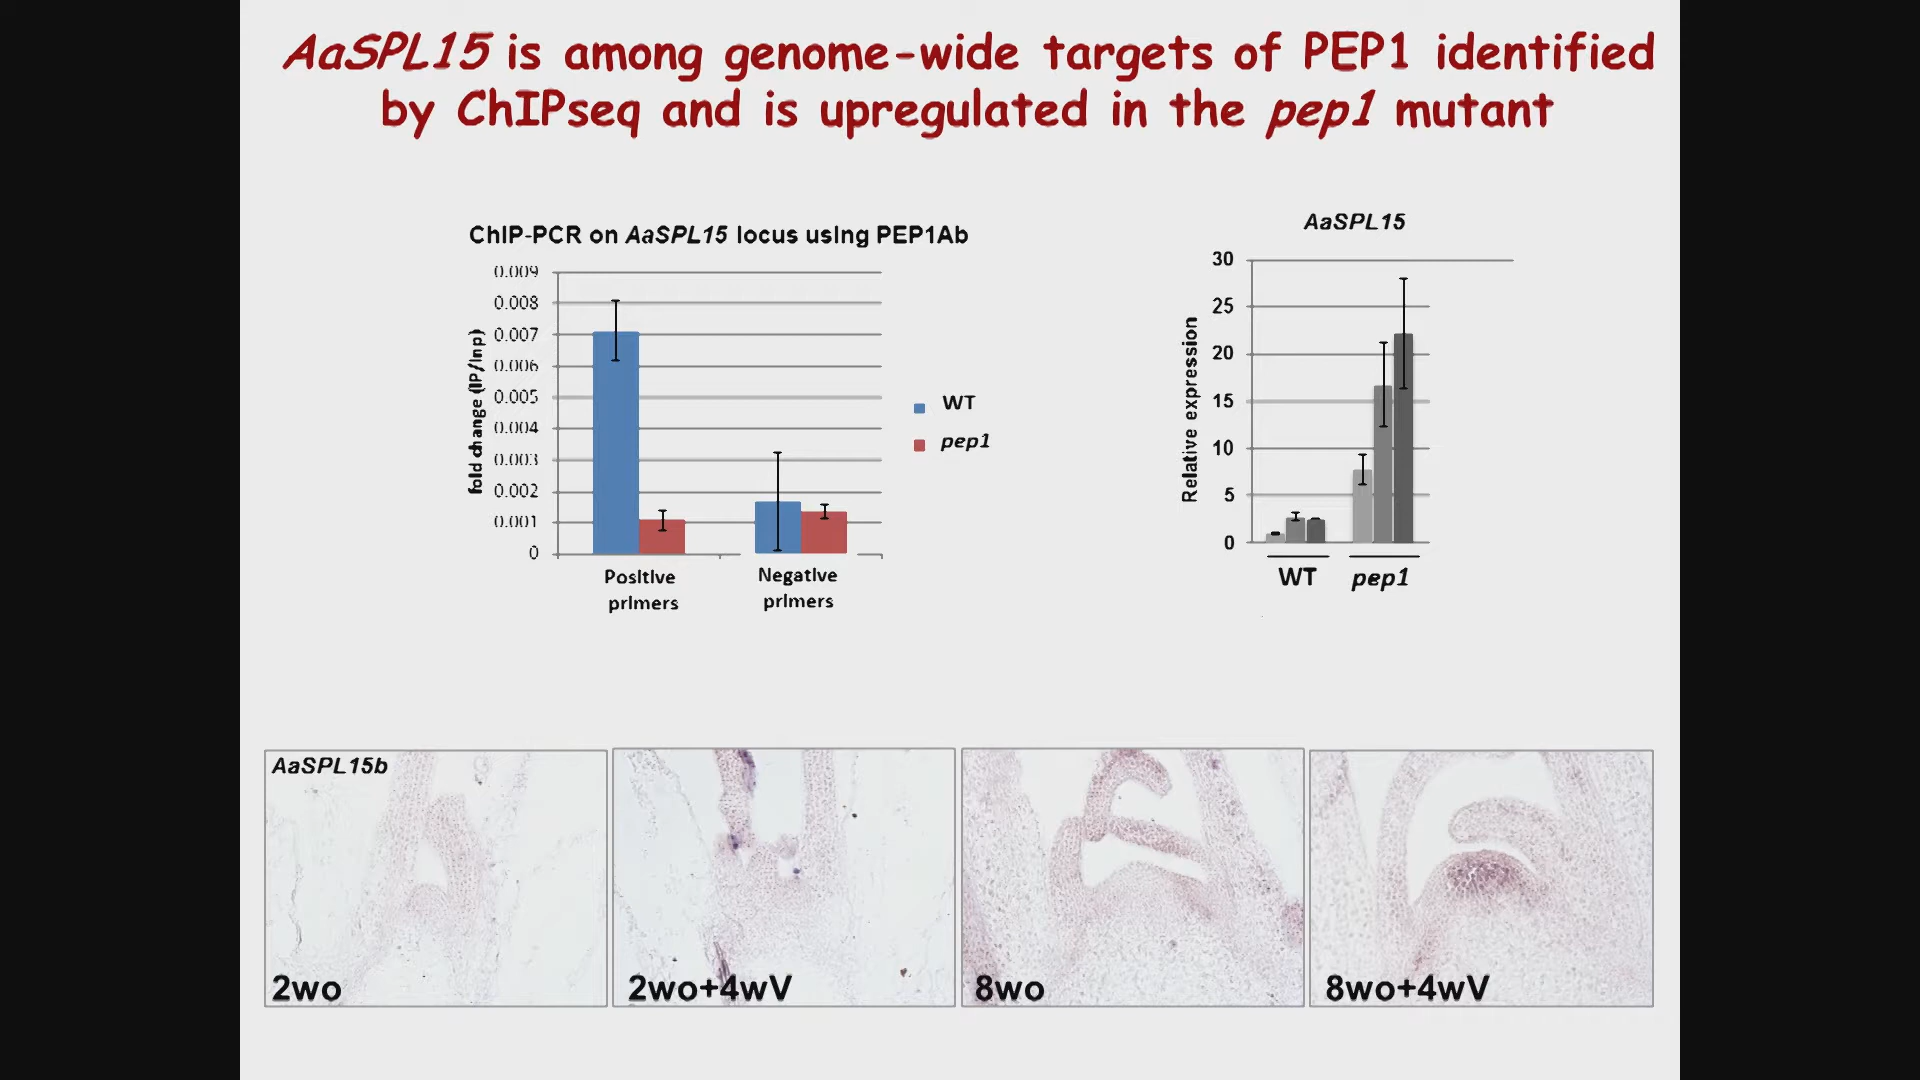 AaSPL15 is among genome-wide targets of PEP1 identified
by ChIPseq and is upregulated in the pep1 mutant
ChIP-PCR on AaSPL15 locus using PEP1Ab
fold change (IP/Inp)
0.009
0.008
0.007
0.006
0.005
0.004
0.003
0.002
0.001
0
Positive
primers
Negative
primers
WT
pep1
AaSPL15
Relative expression
30
25
20
15
10
5
0
WT
pep1
AaSPL15b
2wo
2wo+4wV
8wo
8wo+4wV